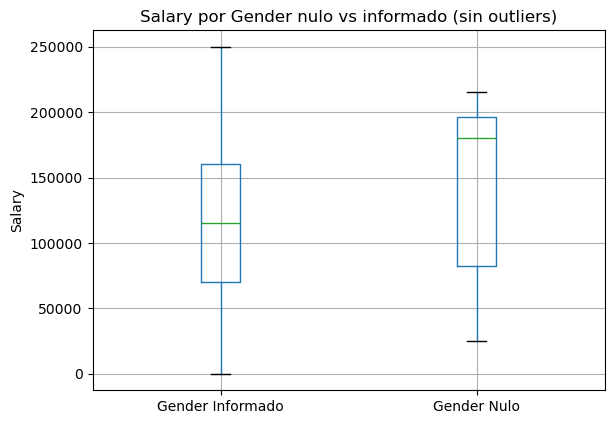 Salary por Gender nulo vs informado (sin outliers)
250000
200000
150000
100000
50000
0
Salary
Gender Informado
Gender Nulo